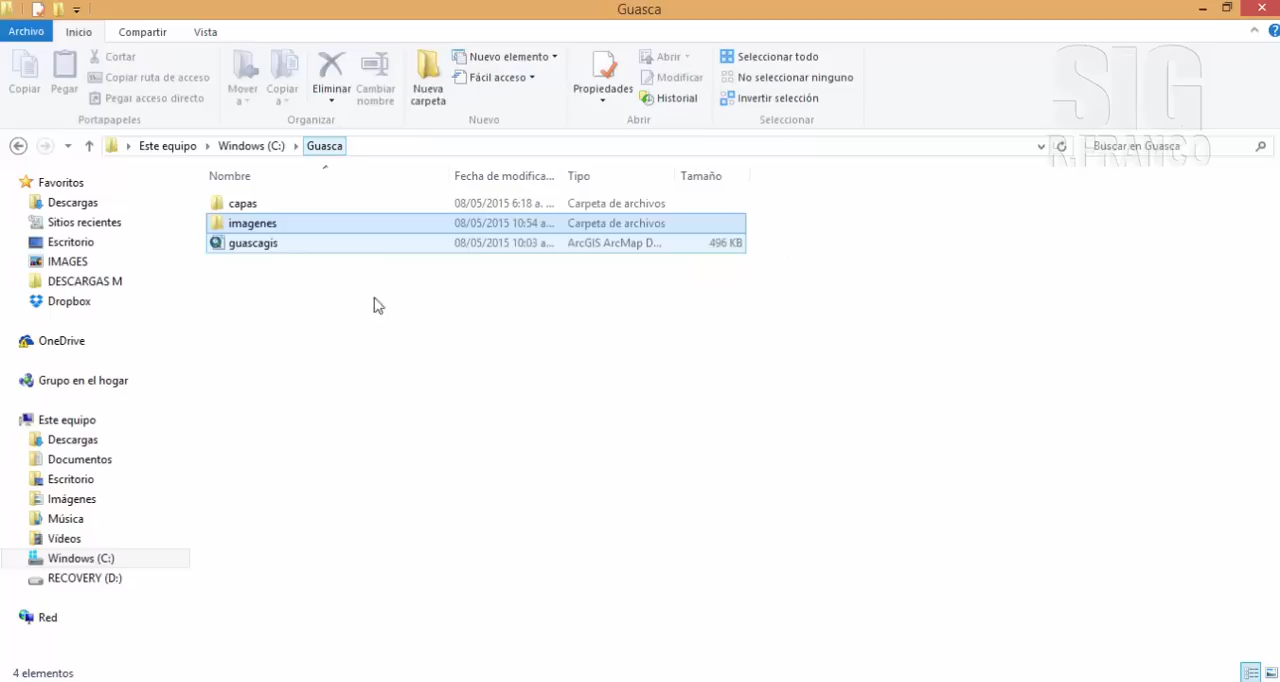 Guasca
Archivo Inicio Compartir Vista
Copiar
Pegar
Cortar
Copiar ruta de acceso
Pegar acceso directo
Portapapeles
Mover a
Copiar a
Eliminar
Cambiar nombre
Organizar
Nueva carpeta
Nuevo elemento
Fácil acceso
Nuevo
Propiedades
Abrir
Modificar
Historial
Abrir
Seleccionar todo
No seleccionar ninguno
Invertir selección
Seleccionar
SIG
R.FRANCO
Este equipo Windows (C:) Guasca
Buscar en Guasca
Nombre Fecha de modifica... Tipo Tamaño
capas 08/05/2015 6:18 a. ... Carpeta de archivos
imagenes 08/05/2015 10:54 a... Carpeta de archivos
guascagis 08/05/2015 10:03 a... ArcGIS ArcMap D... 496 KB
Favoritos
Descargas
Sitios recientes
Escritorio
IMAGES
DESCARGAS M
Dropbox
OneDrive
Grupo en el hogar
Este equipo
Descargas
Documentos
Escritorio
Imágenes
Música
Vídeos
Windows (C:)
RECOVERY (D:)
Red
4 elementos